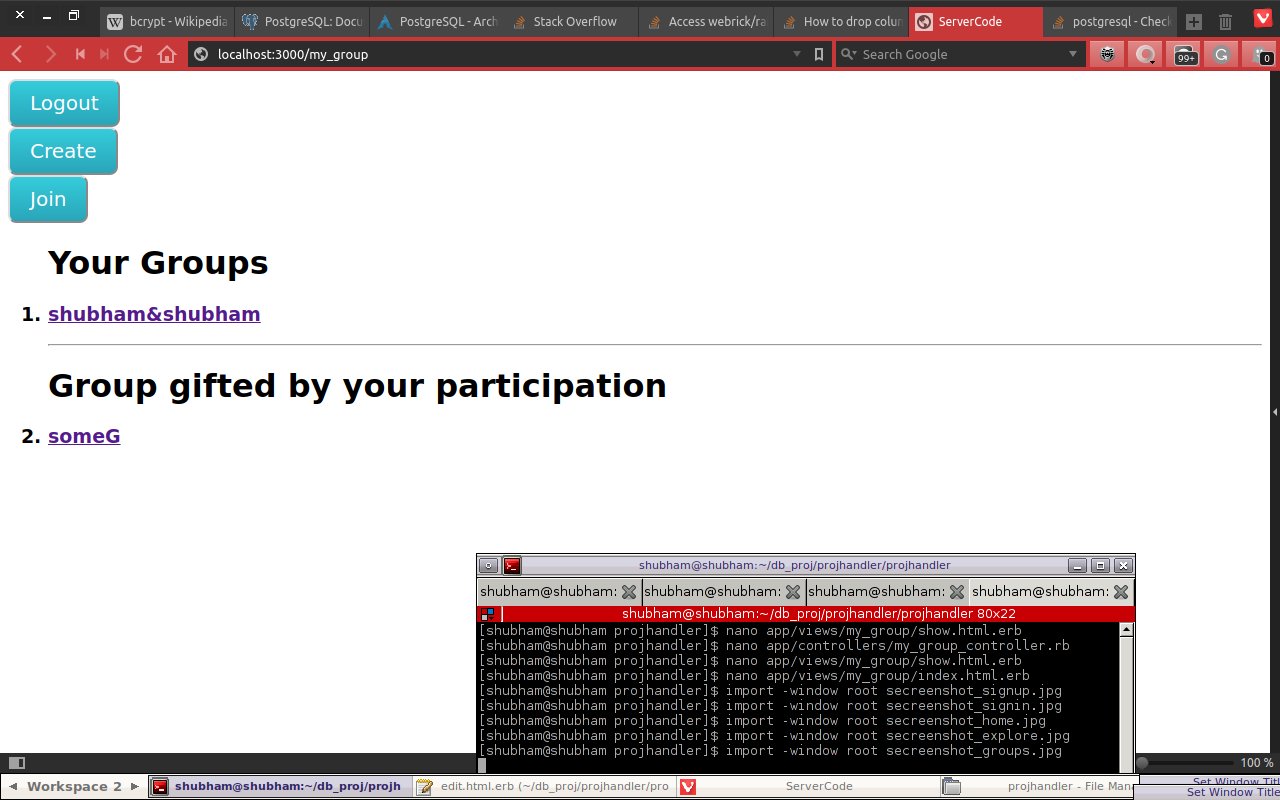 bcrypt - Wikipedia
PostgreSQL: Docu
PostgreSQL - Arch
Stack Overflow
Access webrick/ra
How to drop colun
ServerCode
postgresql - Check
localhost:3000/my_group
Search Google
99+
0
Logout
Create
Join
Your Groups
1. shubham&shubham
Group gifted by your participation
2. someG
shubham@shubham:~/db_proj/projhandler/projhandler
shubham@shubham: shubham@shubham: shubham@shubham: shubham@shubham:
shubham@shubham:~/db_proj/projhandler/projhandler 80x22
[shubham@shubham projhandler]$ nano app/views/my_group/show.html.erb
[shubham@shubham projhandler]$ nano app/controllers/my_group_controller.rb
[shubham@shubham projhandler]$ nano app/views/my_group/show.html.erb
[shubham@shubham projhandler]$ nano app/views/my_group/index.html.erb
[shubham@shubham projhandler]$ import -window root secreenshot_signup.jpg
[shubham@shubham projhandler]$ import -window root secreenshot_signin.jpg
[shubham@shubham projhandler]$ import -window root secreenshot_home.jpg
[shubham@shubham projhandler]$ import -window root secreenshot_explore.jpg
[shubham@shubham projhandler]$ import -window root secreenshot_groups.jpg
100 %
Workspace 2
shubham@shubham:~/db_proj/projh
edit.html.erb (~/db_proj/projhandler/pro
ServerCode
projhandler - File Mana
Set Window Titl
Set Window Title